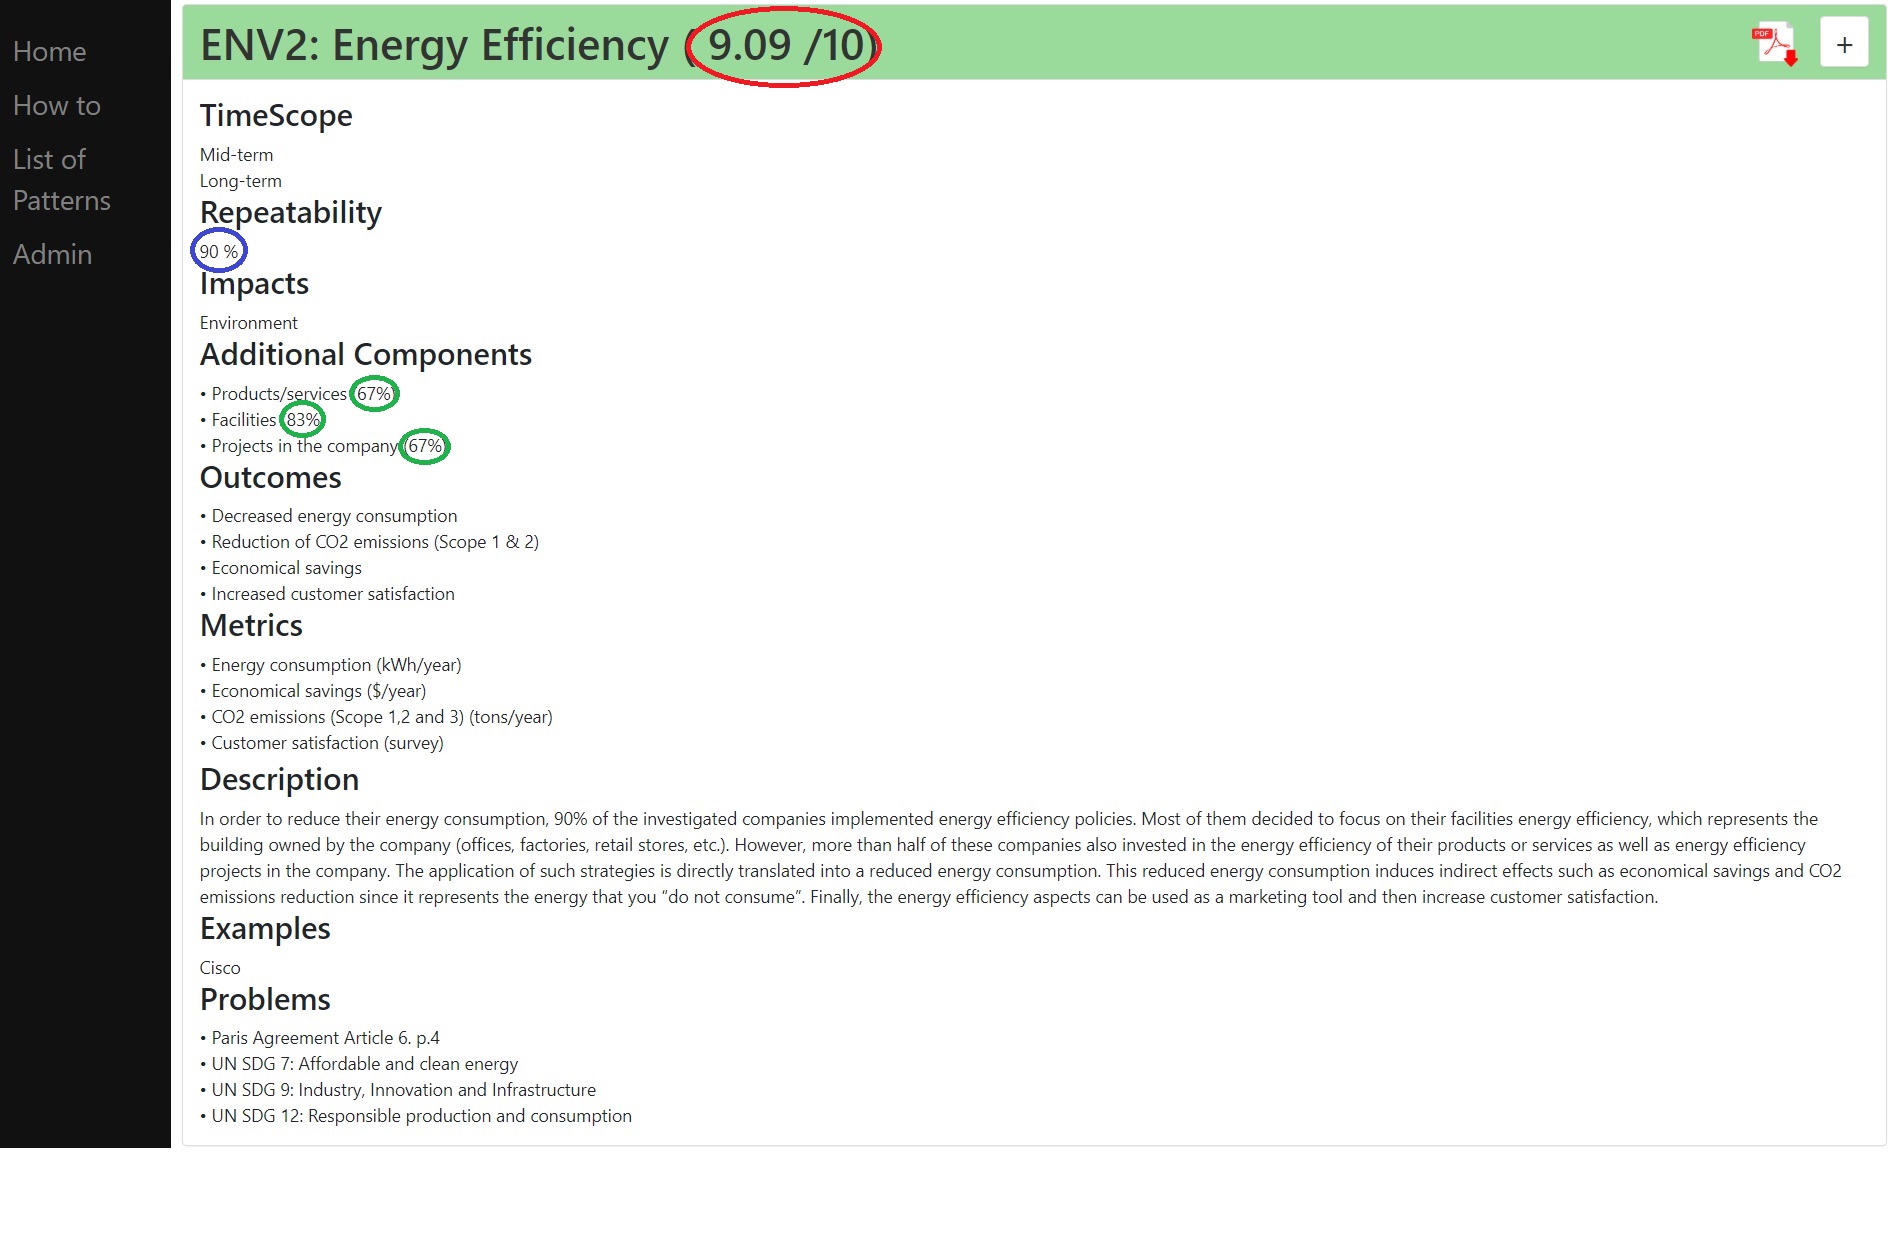 Home
How to
List of
Patterns
Admin
ENV2: Energy Efficiency ( 9.09 /10)
PDF
+
TimeScope
Mid-term
Long-term
Repeatability
90 %
Impacts
Environment
Additional Components
• Products/services (67%)
• Facilities (83%)
• Projects in the company (67%)
Outcomes
• Decreased energy consumption
• Reduction of CO2 emissions (Scope 1 & 2)
• Economical savings
• Increased customer satisfaction
Metrics
• Energy consumption (kWh/year)
• Economical savings ($/year)
• CO2 emissions (Scope 1,2 and 3) (tons/year)
• Customer satisfaction (survey)
Description
In order to reduce their energy consumption, 90% of the investigated companies implemented energy efficiency policies. Most of them decided to focus on their facilities energy efficiency, which represents the
building owned by the company (offices, factories, retail stores, etc.). However, more than half of these companies also invested in the energy efficiency of their products or services as well as energy efficiency
projects in the company. The application of such strategies is directly translated into a reduced energy consumption. This reduced energy consumption induces indirect effects such as economical savings and CO2
emissions reduction since it represents the energy that you “do not consume”. Finally, the energy efficiency aspects can be used as a marketing tool and then increase customer satisfaction.
Examples
Cisco
Problems
• Paris Agreement Article 6. p.4
• UN SDG 7: Affordable and clean energy
• UN SDG 9: Industry, Innovation and Infrastructure
• UN SDG 12: Responsible production and consumption